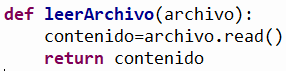 def leerArchivo(archivo):
    contenido=archivo.read()
    return contenido